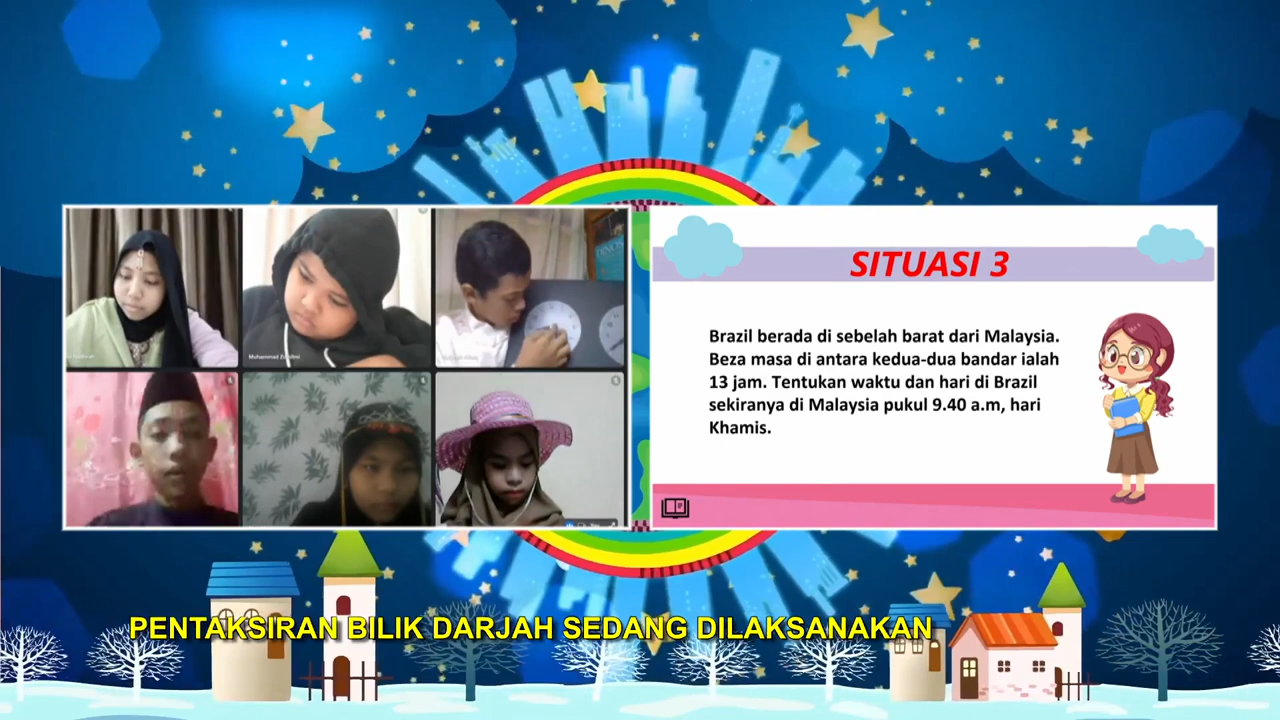 SITUASI 3
Brazil berada di sebelah barat dari Malaysia.
Beza masa di antara kedua-dua bandar ialah
13 jam. Tentukan waktu dan hari di Brazil
sekiranya di Malaysia pukul 9.40 a.m, hari
Khamis.
PENTAKSIRAN BILIK DARJAH SEDANG DILAKSANAKAN